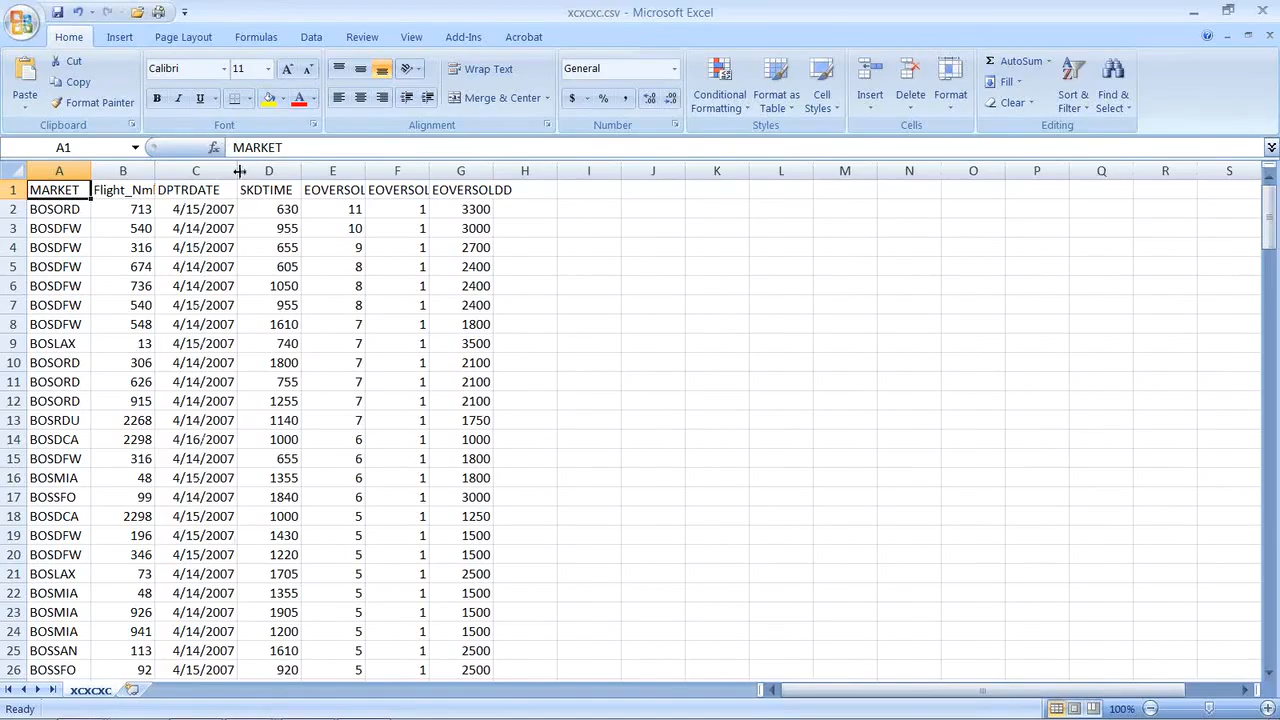 xcxcxc.csv - Microsoft Excel
Home Insert Page Layout Formulas Data Review View Add-Ins Acrobat
Paste
Cut
Copy
Format Painter
Clipboard
Calibri 11
B I U
Font
Wrap Text
Merge & Center
Alignment
General
$ % ,
Number
Conditional Formatting
Format as Table
Cell Styles
Styles
Insert Delete Format
Cells
Σ AutoSum
Fill
Clear
Sort & Filter
Find & Select
Editing
A1 fx MARKET
A B C D E F G H I J K L M N O P Q R S
1 MARKET Flight_Nm DPTRDATE SKDTIME EOVERSOL EOVERSOL EOVERSOLDD
2 BOSORD 713 4/15/2007 630 11 1 3300
3 BOSDFW 540 4/14/2007 955 10 1 3000
4 BOSDFW 316 4/15/2007 655 9 1 2700
5 BOSDFW 674 4/14/2007 605 8 1 2400
6 BOSDFW 736 4/14/2007 1050 8 1 2400
7 BOSDFW 540 4/15/2007 955 8 1 2400
8 BOSDFW 548 4/14/2007 1610 7 1 1800
9 BOSLAX 13 4/15/2007 740 7 1 3500
10 BOSORD 306 4/14/2007 1800 7 1 2100
11 BOSORD 626 4/14/2007 755 7 1 2100
12 BOSORD 915 4/14/2007 1255 7 1 2100
13 BOSRDU 2268 4/14/2007 1140 7 1 1750
14 BOSDCA 2298 4/16/2007 1000 6 1 1000
15 BOSDFW 316 4/14/2007 655 6 1 1800
16 BOSMIA 48 4/15/2007 1355 6 1 1800
17 BOSSFO 99 4/14/2007 1840 6 1 3000
18 BOSDCA 2298 4/15/2007 1000 5 1 1250
19 BOSDFW 196 4/15/2007 1430 5 1 1500
20 BOSDFW 346 4/15/2007 1220 5 1 1500
21 BOSLAX 73 4/14/2007 1705 5 1 2500
22 BOSMIA 48 4/14/2007 1355 5 1 1500
23 BOSMIA 926 4/14/2007 1905 5 1 1500
24 BOSMIA 941 4/14/2007 1200 5 1 1500
25 BOSSAN 113 4/14/2007 1610 5 1 2500
26 BOSSFO 92 4/15/2007 920 5 1 2500
XCXCXC
Ready 100%